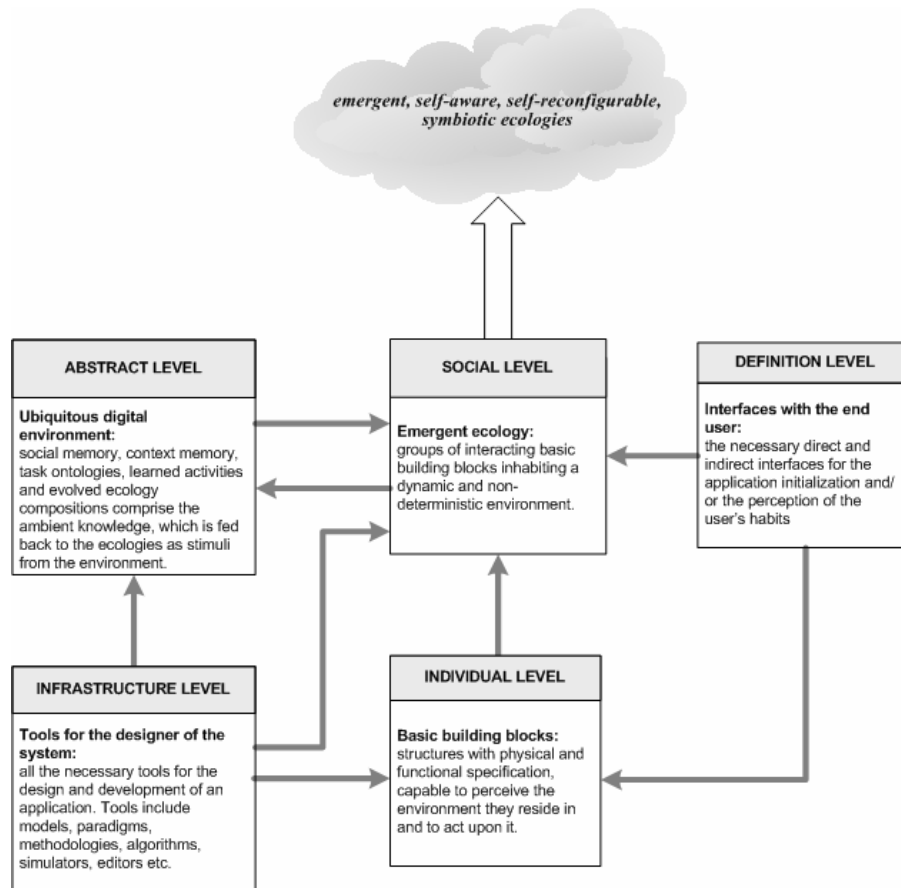 emergent, self-aware, self-reconfigurable,
symbiotic ecologies
ABSTRACT LEVEL
Ubiquitous digital
environment:
social memory, context memory,
task ontologies, learned activities
and evolved ecology
compositions comprise the
ambient knowledge, which is fed
back to the ecologies as stimuli
from the environment.
SOCIAL LEVEL
Emergent ecology:
groups of interacting basic
building blocks inhabiting a
dynamic and non-
deterministic environment.
DEFINITION LEVEL
Interfaces with the end
user:
the necessary direct and
indirect interfaces for the
application initialization and/
or the perception of the
user's habits
INFRASTRUCTURE LEVEL
Tools for the designer of the
system:
all the necessary tools for the
design and development of an
application. Tools include
models, paradigms,
methodologies, algorithms,
simulators, editors etc.
INDIVIDUAL LEVEL
Basic building blocks:
structures with physical and
functional specification,
capable to perceive the
environment they reside in
and to act upon it.